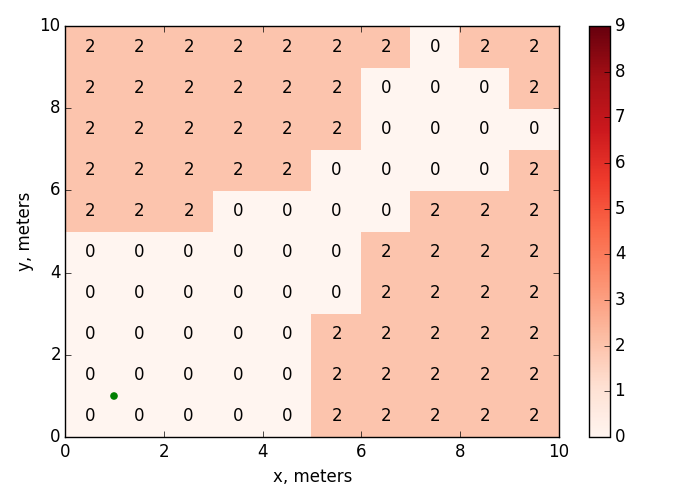 10
2 2 2 2 2 2 2 0 2 2
9
2 2 2 2 2 2 0 0 0 2
8
8
2 2 2 2 2 2 0 0 0 0
7
2 2 2 2 2 0 0 0 0 2
6
6
2 2 2 0 0 0 0 2 2 2
5
0 0 0 0 0 0 2 2 2 2
4
4
0 0 0 0 0 0 2 2 2 2
3
0 0 0 0 0 2 2 2 2 2
2
2
0 0 0 0 0 2 2 2 2 2
1
0 0 0 0 0 2 2 2 2 2
0
0
0 2 4 6 8 10
x, meters
y, meters